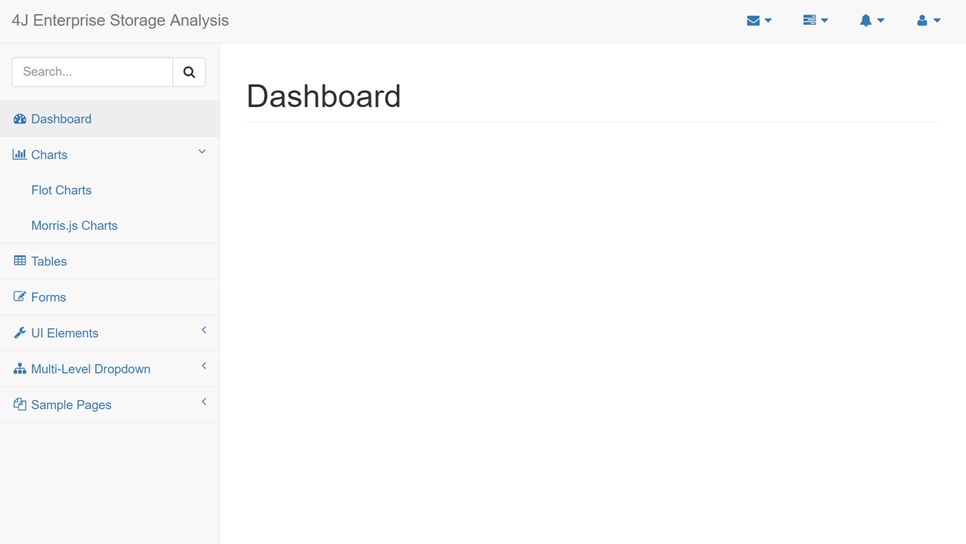 4J Enterprise Storage Analysis
Search...
Dashboard
Dashboard
Charts
Flot Charts
Morris.js Charts
Tables
Forms
UI Elements
Multi-Level Dropdown
Sample Pages